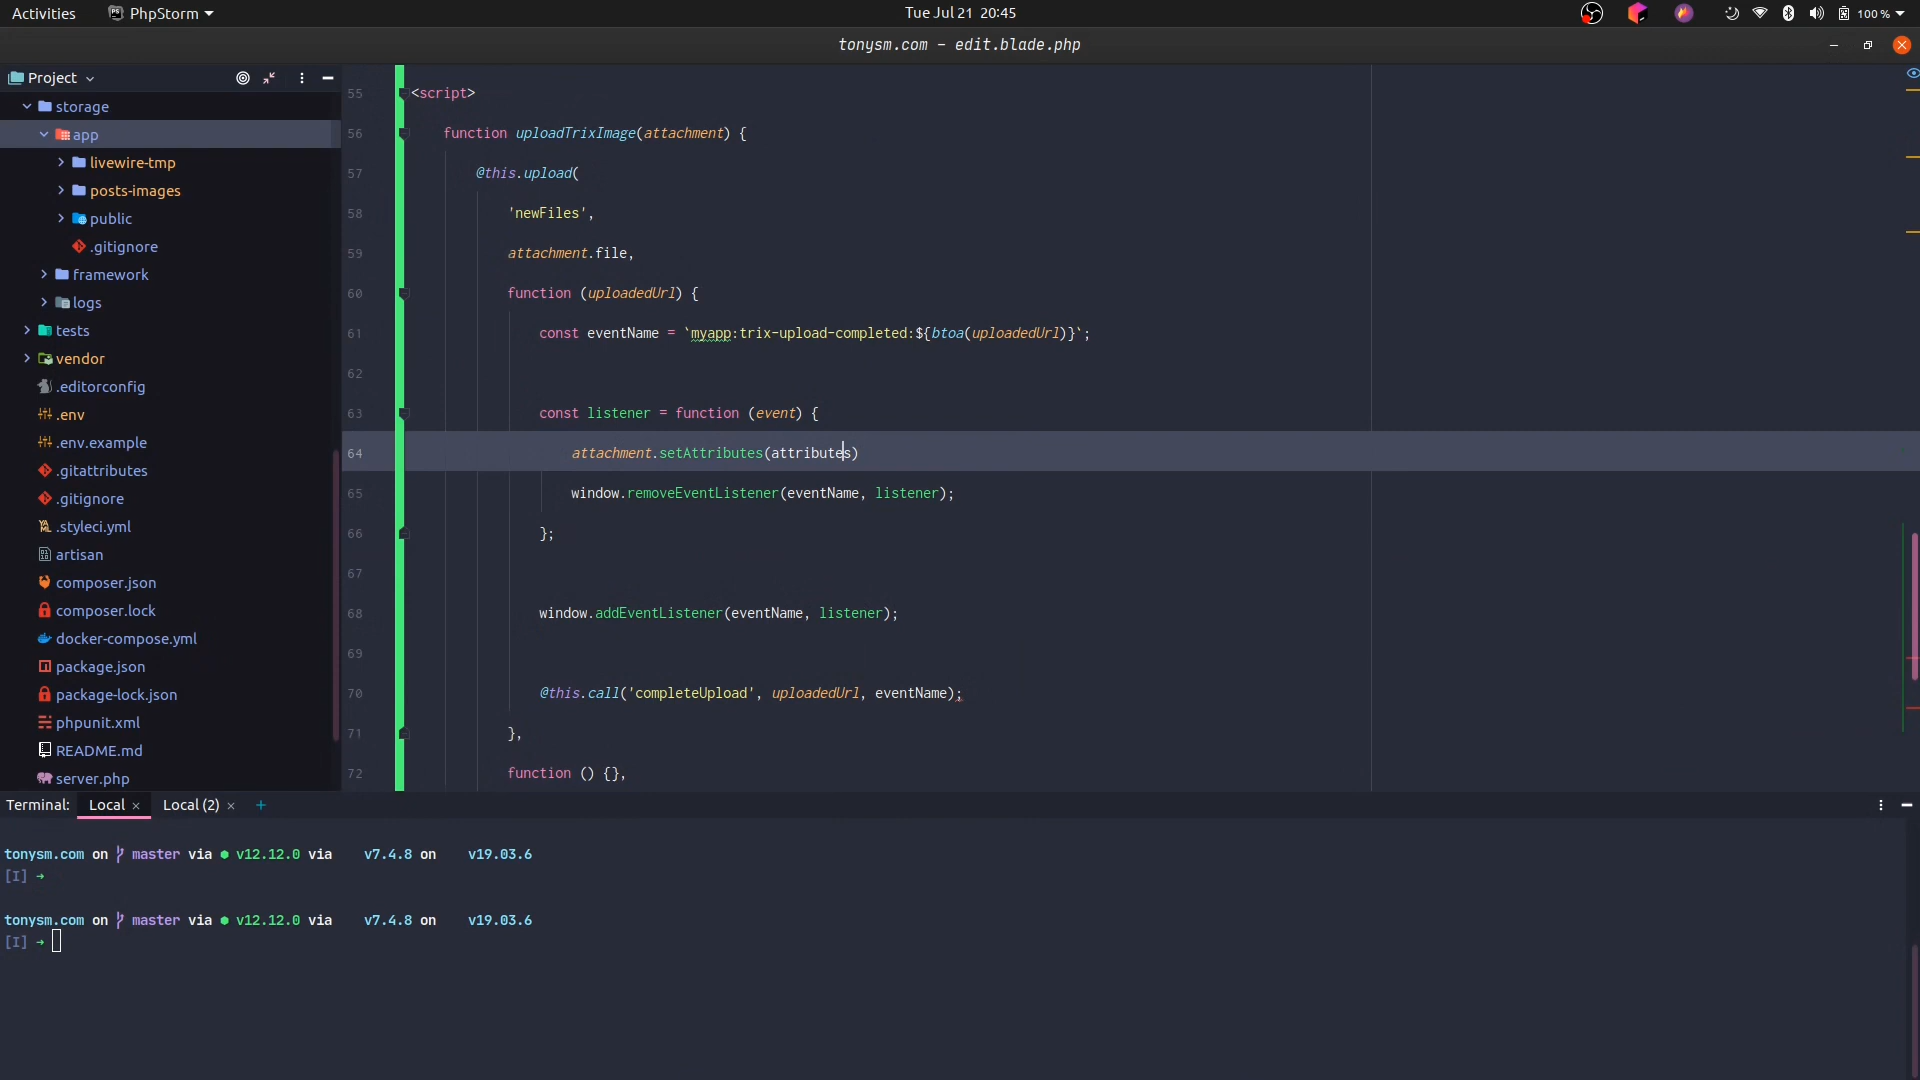 Activities
PhpStorm
Tue Jul 21 20:45
100 %
tonysm.com – edit.blade.php
Project
storage
app
livewire-tmp
posts-images
public
.gitignore
framework
logs
tests
vendor
.editorconfig
.env
.env.example
.gitattributes
.gitignore
.styleci.yml
artisan
composer.json
composer.lock
docker-compose.yml
package.json
package-lock.json
phpunit.xml
README.md
server.php
55 <script>
56 function uploadTrixImage(attachment) {
57 @this.upload(
58 'newFiles',
59 attachment.file,
60 function (uploadedUrl) {
61 const eventName = `myapp:trix-upload-completed:${btoa(uploadedUrl)}`;
62
63 const listener = function (event) {
64 attachment.setAttributes(attributes)
65 window.removeEventListener(eventName, listener);
66 };
67
68 window.addEventListener(eventName, listener);
69
70 @this.call('completeUpload', uploadedUrl, eventName);
71 },
72 function () {},
Terminal: Local × Local (2) × +
tonysm.com on master via v12.12.0 via v7.4.8 on v19.03.6
[I] ➜
tonysm.com on master via v12.12.0 via v7.4.8 on v19.03.6
[I] ➜